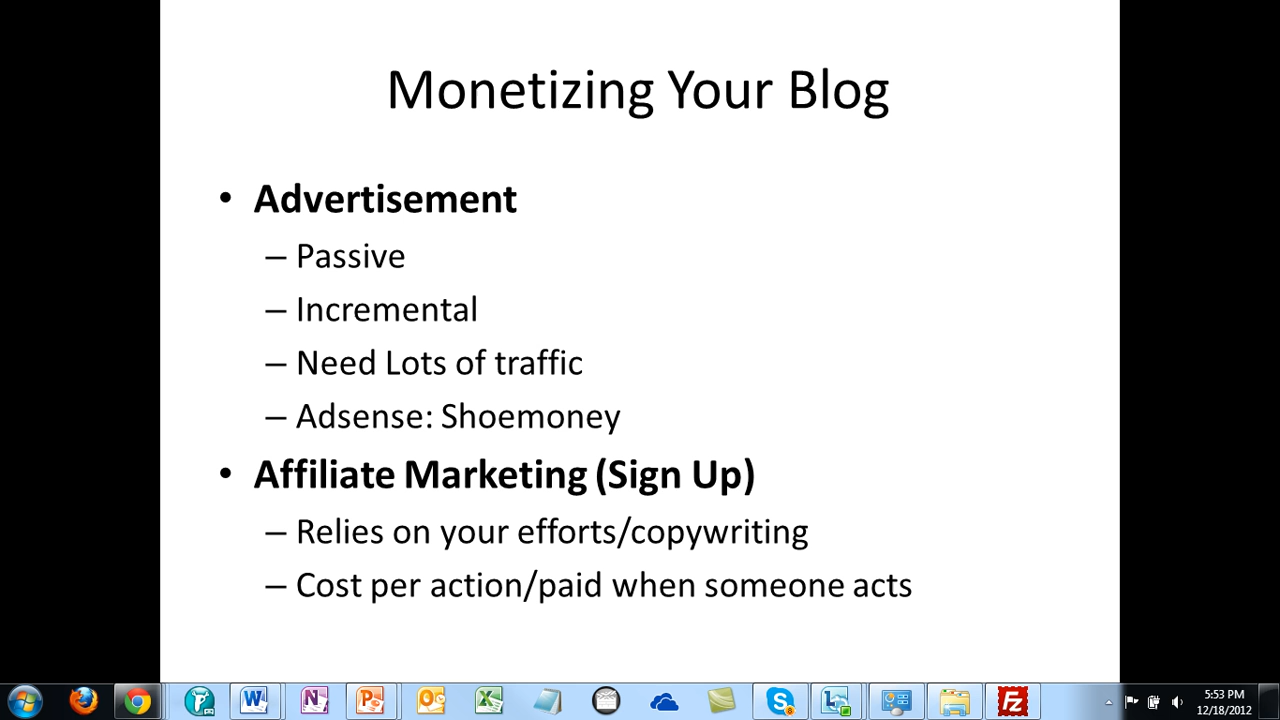 Monetizing Your Blog
• Advertisement
– Passive
– Incremental
– Need Lots of traffic
– Adsense: Shoemoney
• Affiliate Marketing (Sign Up)
– Relies on your efforts/copywriting
– Cost per action/paid when someone acts
5:53 PM
12/18/2012